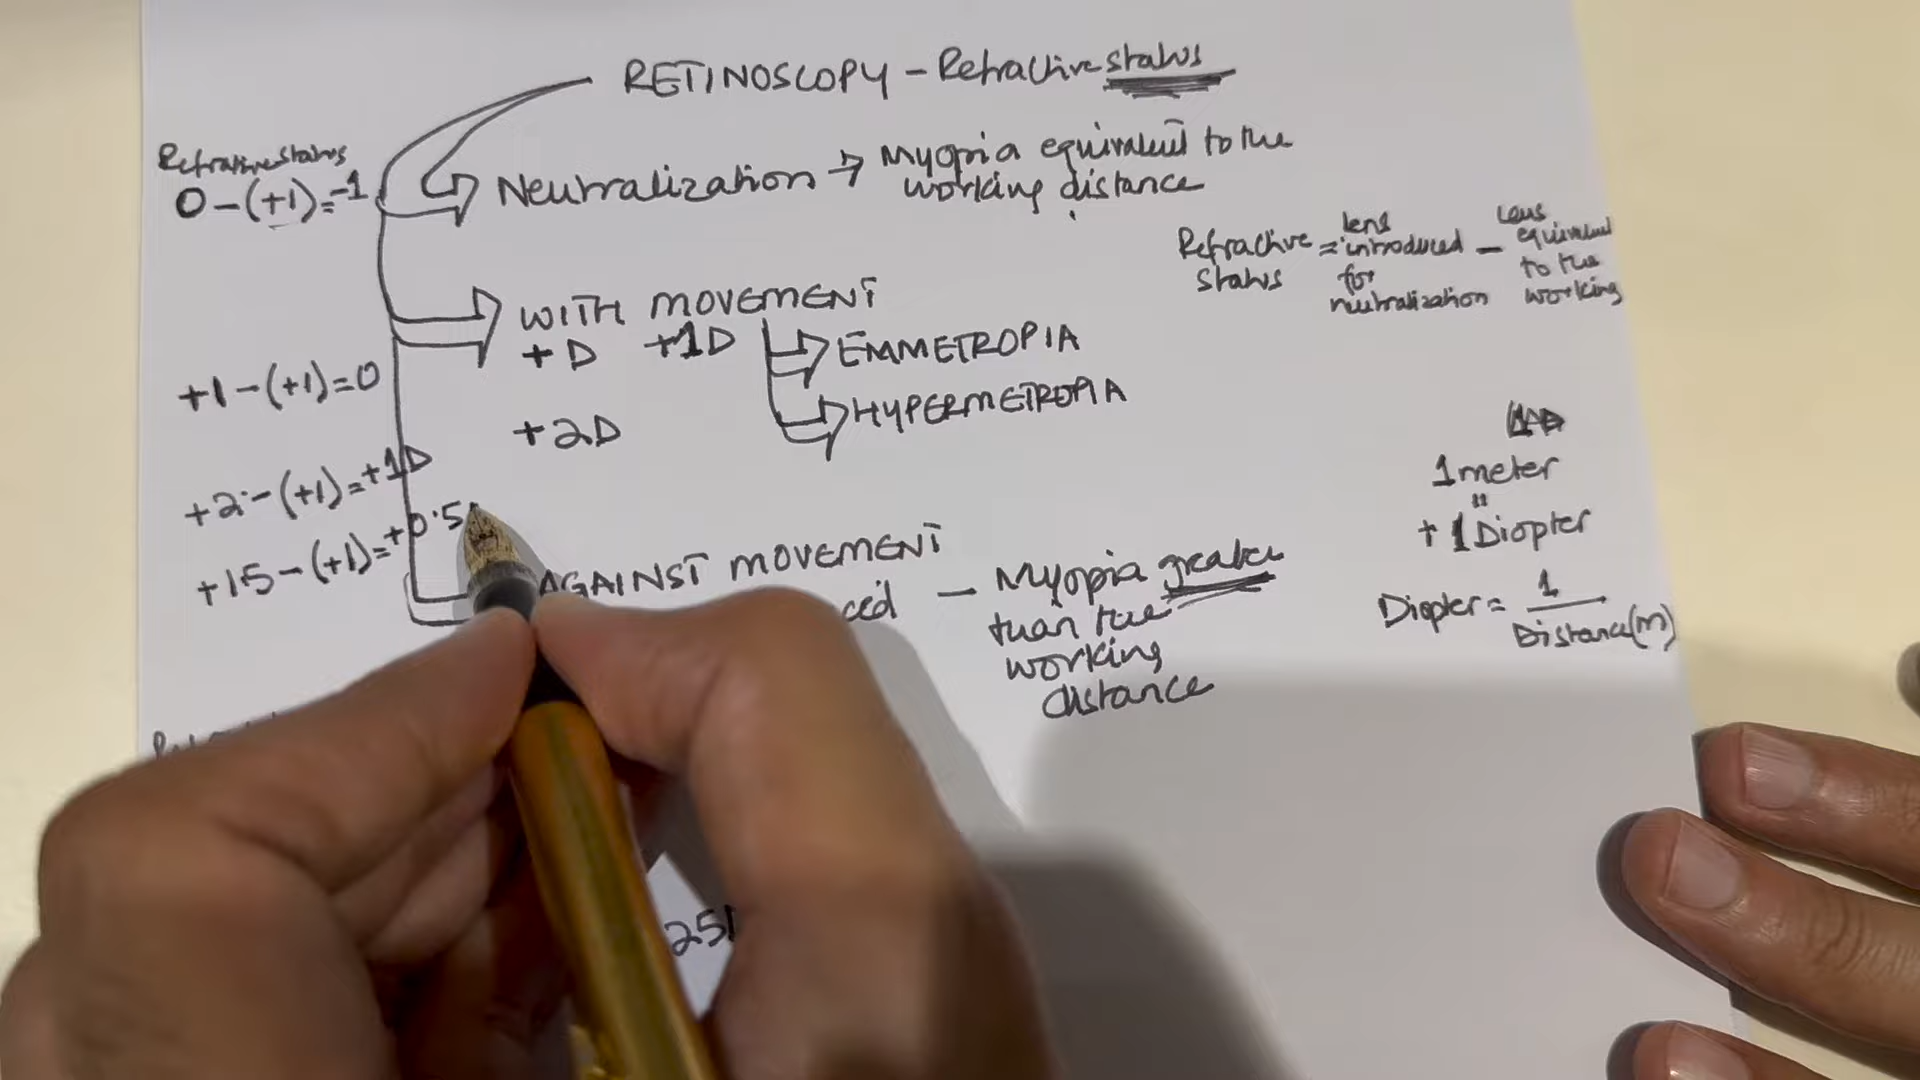 RETINOSCOPY - Refractive status
Refractive status
0 - (+1) = -1
Neutralization → Myopia equivalent to the
working distance
Refractive status = lens introduced for neutralization - Lens equivalent to the working
WITH MOVEMENT
+ D +1D
EMMETROPIA
+1 - (+1) = 0
HYPERMETROPIA
+2D
+2 - (+1) = +1D
1 meter
=
+ 1 Diopter
+15 - (+1) = +0.5
AGAINST MOVEMENT
- Myopia greater
than the
working
distance
Diopter = 1 / Distance (m)